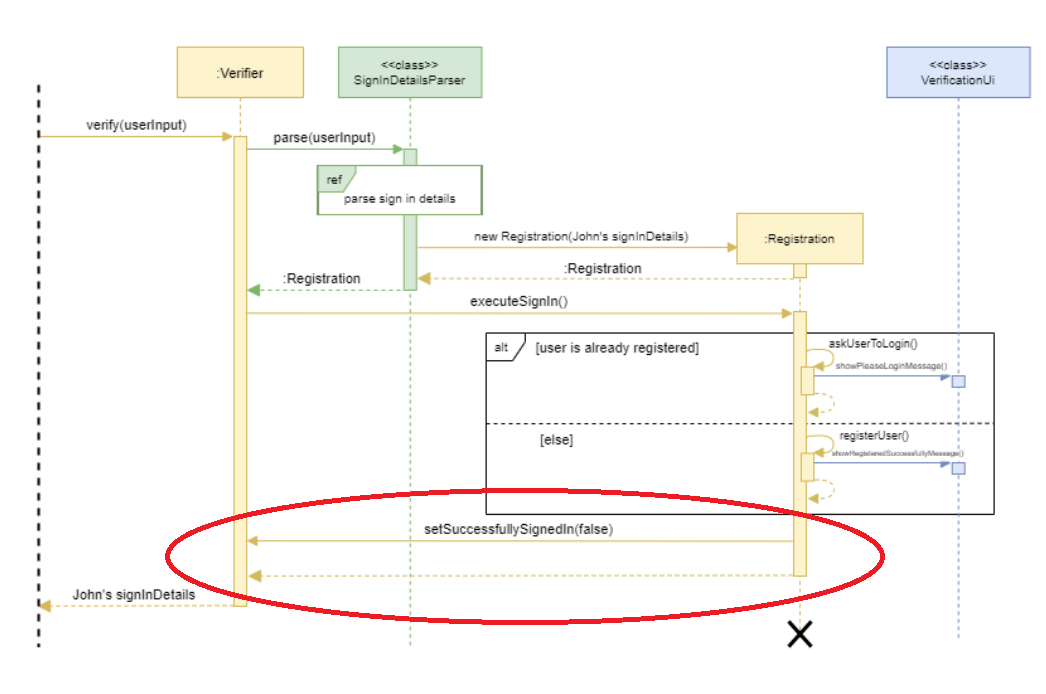 :Verifier
<<class>>
SignInDetailsParser
<<class>>
VerificationUi
verify(userInput)
parse(userInput)
ref
parse sign in details
new Registration(John's signInDetails)
:Registration
:Registration
:Registration
executeSignIn()
alt
[user is already registered]
askUserToLogin()
showPleaseLoginMessage()
[else]
registerUser()
showRegisteredSuccessfullyMessage()
setSuccessfullySignedIn(false)
John's signInDetails